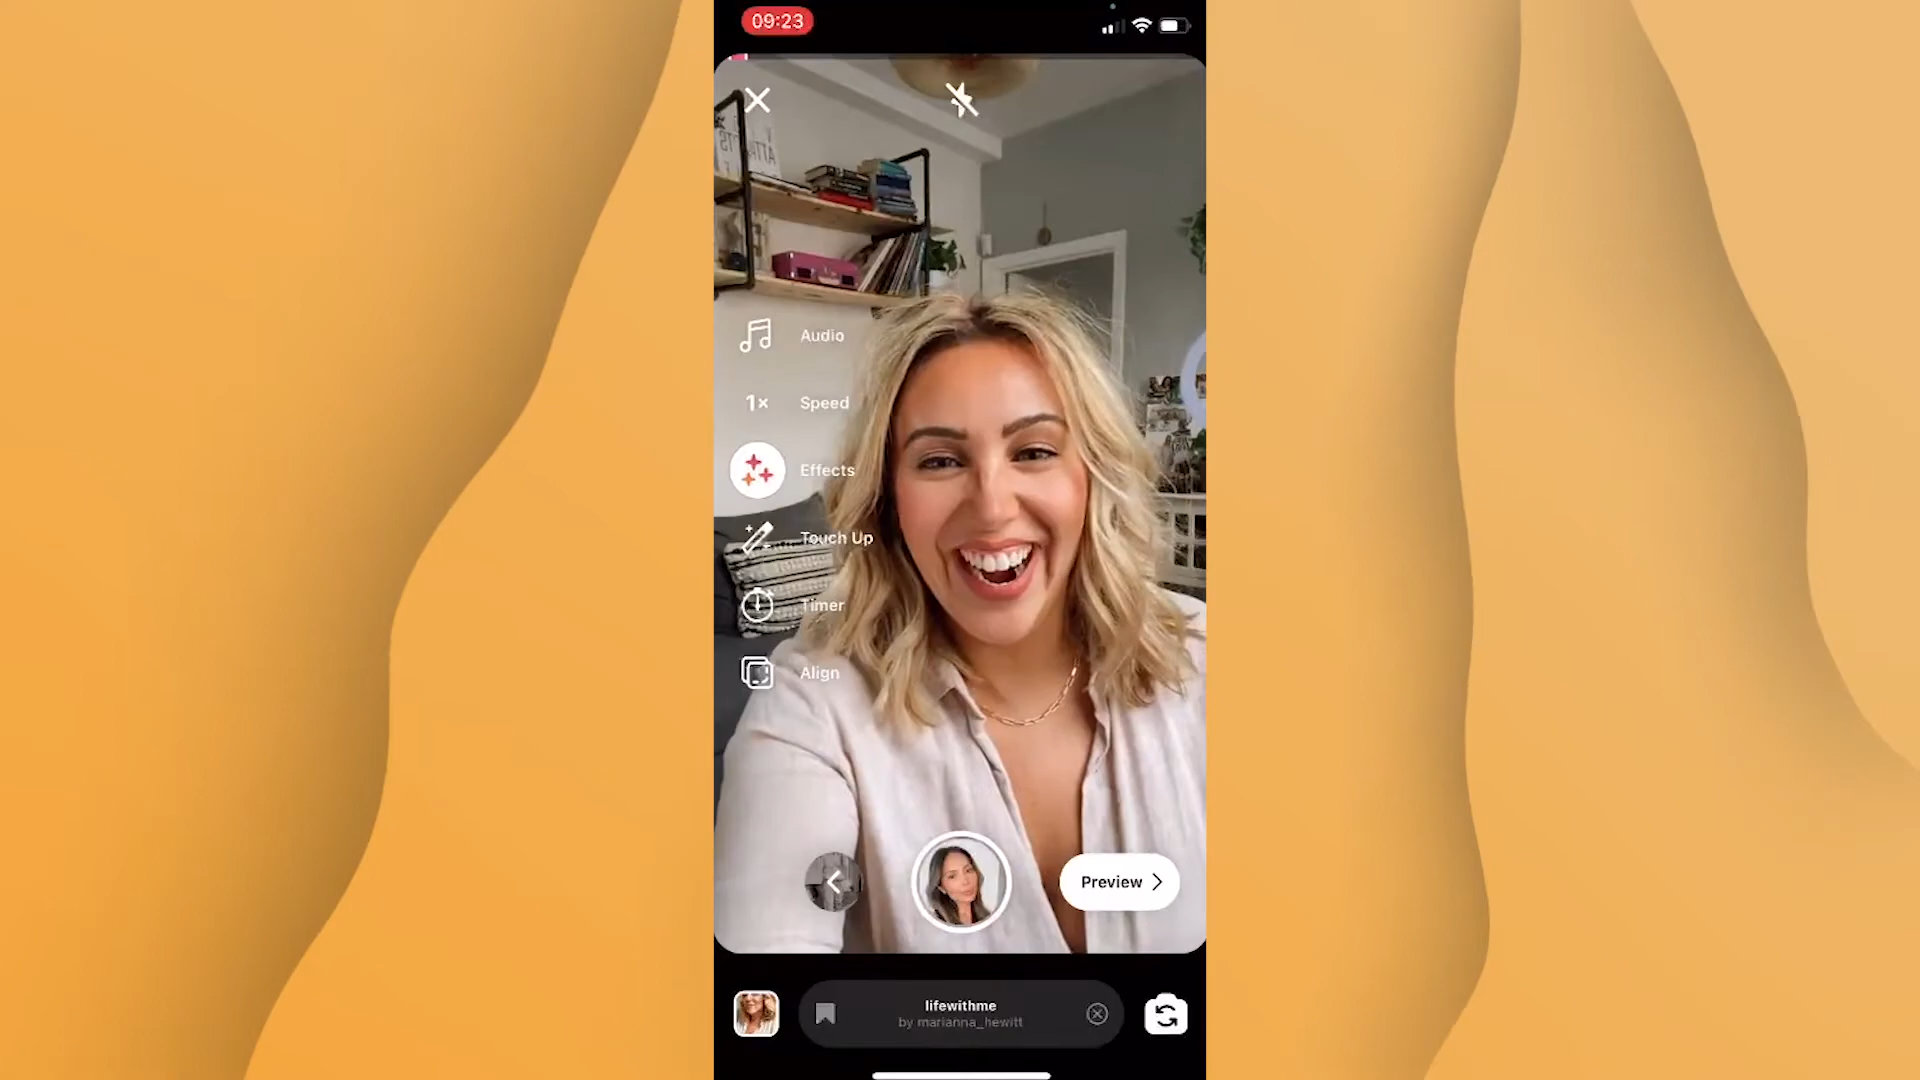 09:23
Audio
1×
Speed
Effects
Touch Up
Timer
Align
Preview
lifewithme
by marianna_hewitt